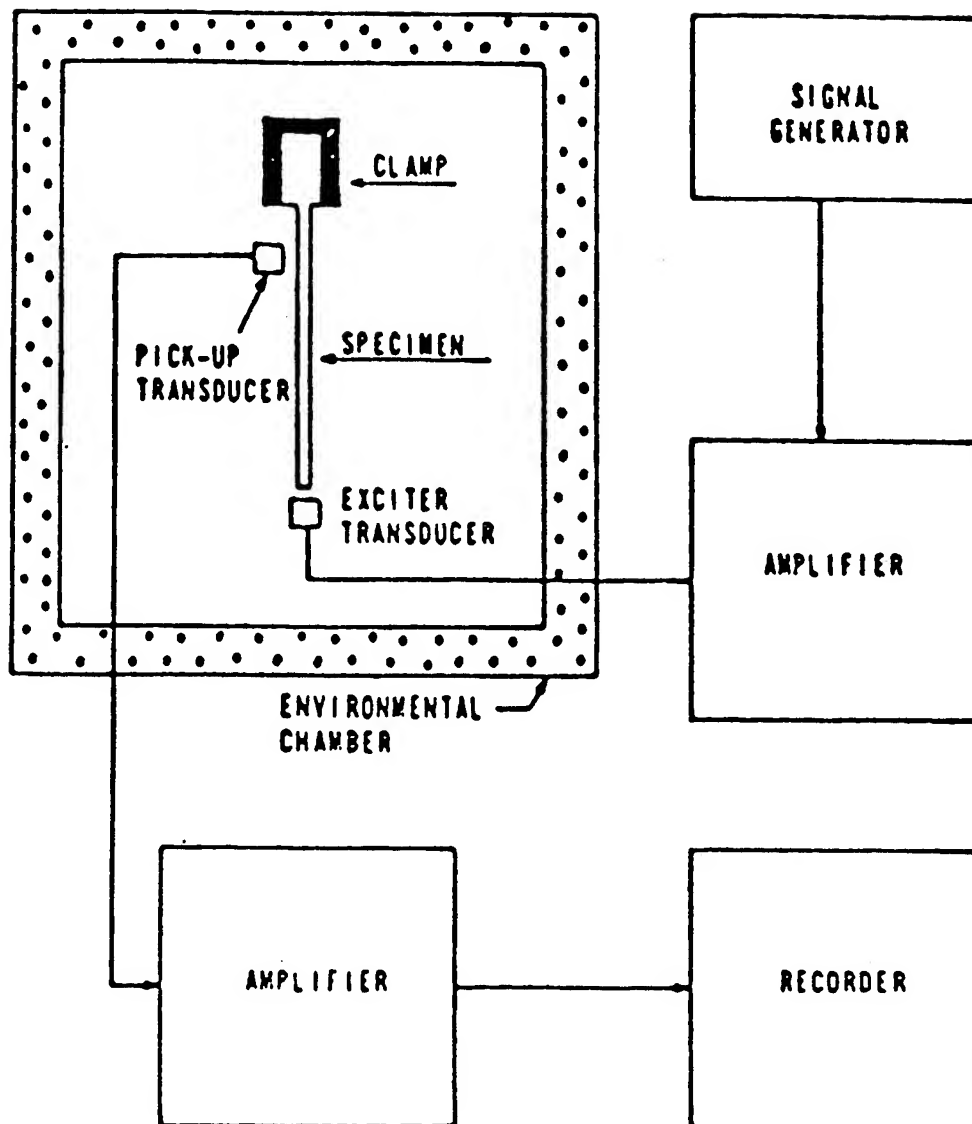 SIGNAL
GENERATOR
CLAMP
PICK-UP
TRANSDUCER
SPECIMEN
EXCITER
TRANSDUCER
AMPLIFIER
ENVIRONMENTAL
CHAMBER
AMPLIFIER
RECORDER